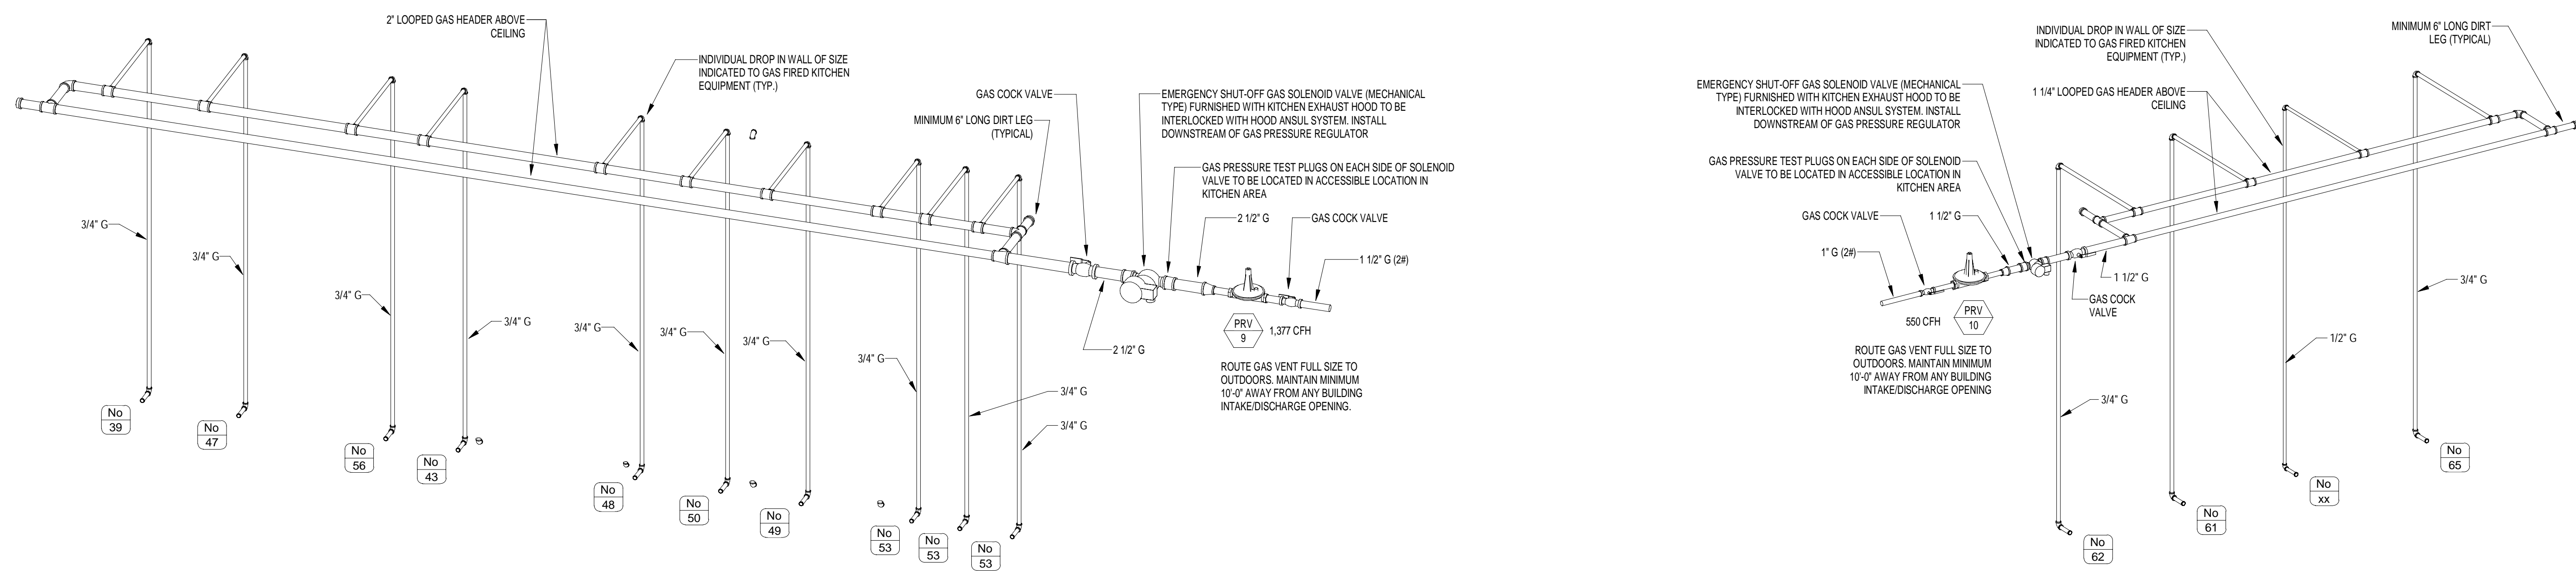 2" LOOPED GAS HEADER ABOVE
CEILING
INDIVIDUAL DROP IN WALL OF SIZE
INDICATED TO GAS FIRED KITCHEN
EQUIPMENT (TYP.)
GAS COCK VALVE
MINIMUM 6" LONG DIRT LEG
(TYPICAL)
EMERGENCY SHUT-OFF GAS SOLENOID VALVE (MECHANICAL
TYPE) FURNISHED WITH KITCHEN EXHAUST HOOD TO BE
INTERLOCKED WITH HOOD ANSUL SYSTEM. INSTALL
DOWNSTREAM OF GAS PRESSURE REGULATOR
GAS PRESSURE TEST PLUGS ON EACH SIDE OF SOLENOID
VALVE TO BE LOCATED IN ACCESSIBLE LOCATION IN
KITCHEN AREA
2 1/2" G
GAS COCK VALVE
1 1/2" G (2#)
PRV
9
1,377 CFH
2 1/2" G
ROUTE GAS VENT FULL SIZE TO
OUTDOORS. MAINTAIN MINIMUM
10'-0" AWAY FROM ANY BUILDING
INTAKE/DISCHARGE OPENING.
3/4" G
3/4" G
3/4" G
3/4" G
3/4" G
3/4" G
3/4" G
3/4" G
3/4" G
3/4" G
No
39
No
47
No
56
No
43
No
48
No
50
No
49
No
53
No
53
No
53
INDIVIDUAL DROP IN WALL OF SIZE
INDICATED TO GAS FIRED KITCHEN
EQUIPMENT (TYP.)
MINIMUM 6" LONG DIRT
LEG (TYPICAL)
EMERGENCY SHUT-OFF GAS SOLENOID VALVE (MECHANICAL
TYPE) FURNISHED WITH KITCHEN EXHAUST HOOD TO BE
INTERLOCKED WITH HOOD ANSUL SYSTEM. INSTALL
DOWNSTREAM OF GAS PRESSURE REGULATOR
1 1/4" LOOPED GAS HEADER ABOVE
CEILING
GAS PRESSURE TEST PLUGS ON EACH SIDE OF SOLENOID
VALVE TO BE LOCATED IN ACCESSIBLE LOCATION IN
KITCHEN AREA
GAS COCK VALVE
1 1/2" G
1" G (2#)
1 1/2" G
GAS COCK
VALVE
550 CFH
PRV
10
ROUTE GAS VENT FULL SIZE TO
OUTDOORS. MAINTAIN MINIMUM
10'-0" AWAY FROM ANY BUILDING
INTAKE/DISCHARGE OPENING
3/4" G
1/2" G
3/4" G
No
65
No
xx
No
61
No
62